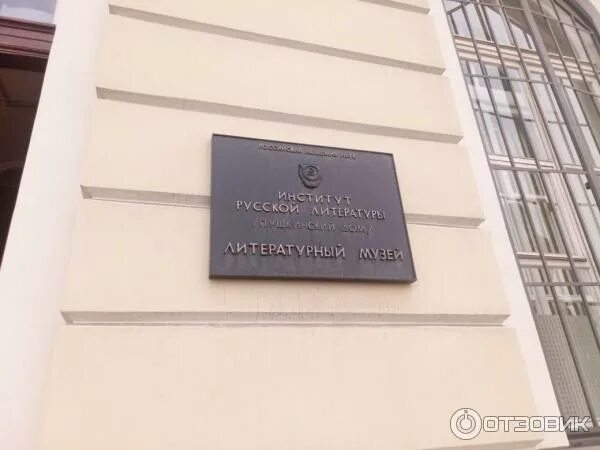 РОССИЙСКАЯ АКАДЕМИЯ НАУК
ИНСТИТУТ
РУССКОЙ ЛИТЕРАТУРЫ
/ПУШКИНСКИЙ ДОМ/
ЛИТЕРАТУРНЫЙ МУЗЕЙ
ОТЗОВИК